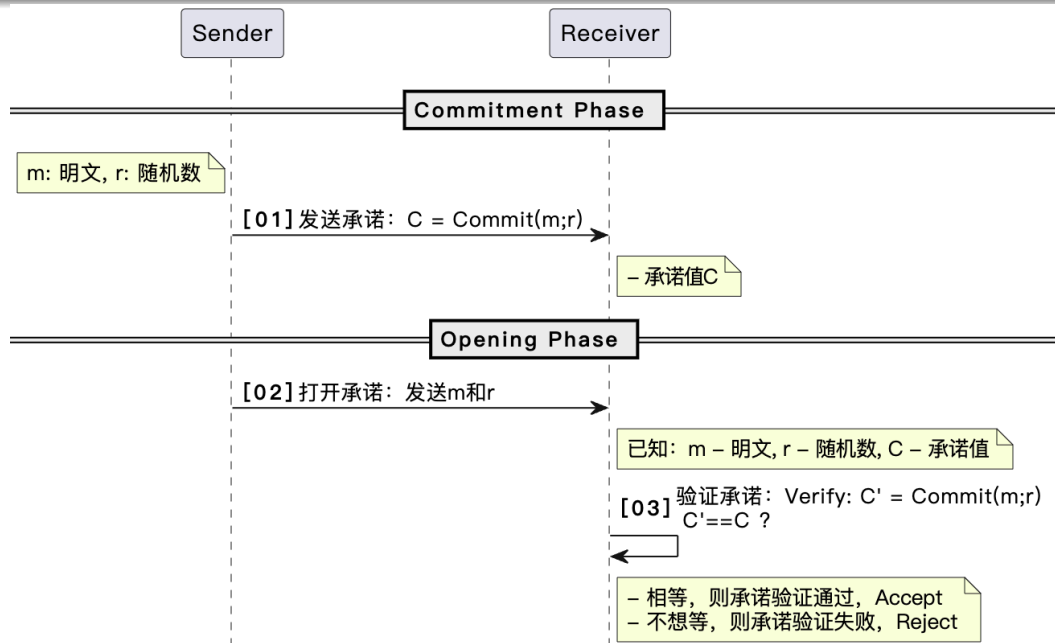 Sender
Receiver
Commitment Phase
m: 明文, r: 随机数
[01] 发送承诺：C = Commit(m;r)
- 承诺值C
Opening Phase
[02] 打开承诺：发送m和r
已知：m - 明文, r - 随机数, C - 承诺值
[03] 验证承诺：Verify: C' = Commit(m;r)
C'==C ?
- 相等，则承诺验证通过，Accept
- 不想等，则承诺验证失败，Reject